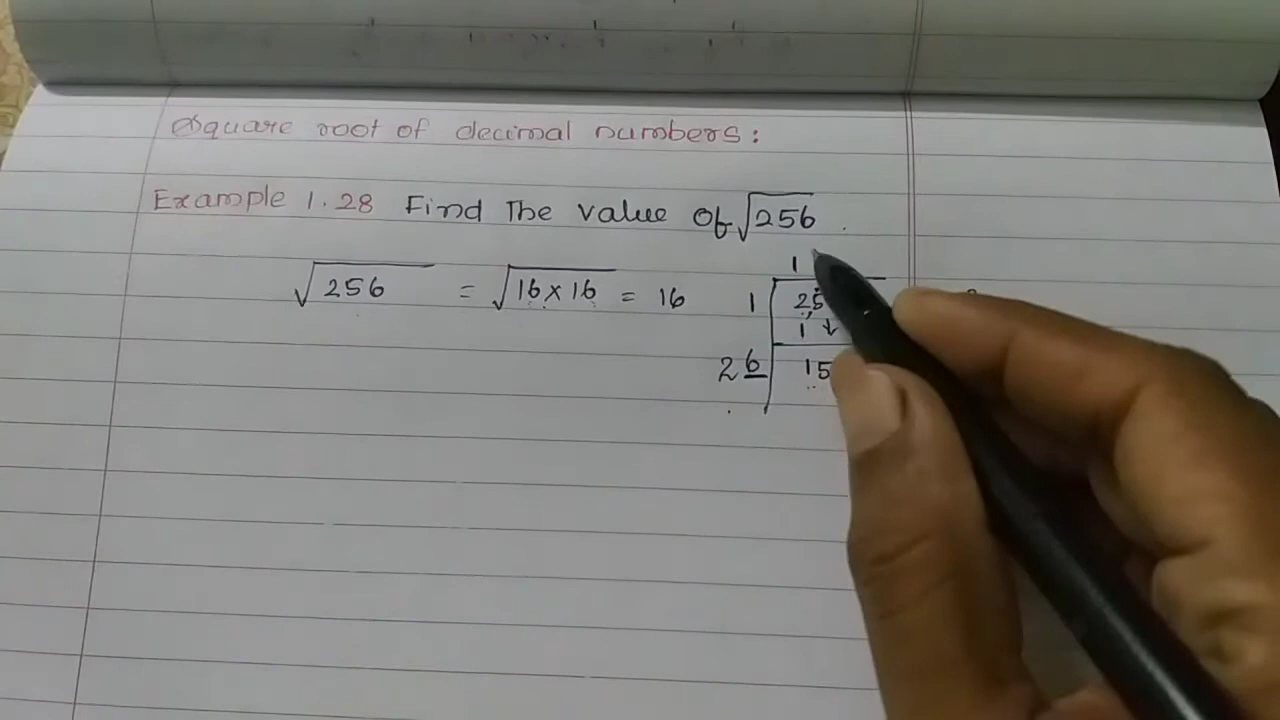 Square root of decimal numbers:
Example 1.28 Find The value of √256.
√256 = √16×16 = 16
1
1 25
1 ↓
26 15